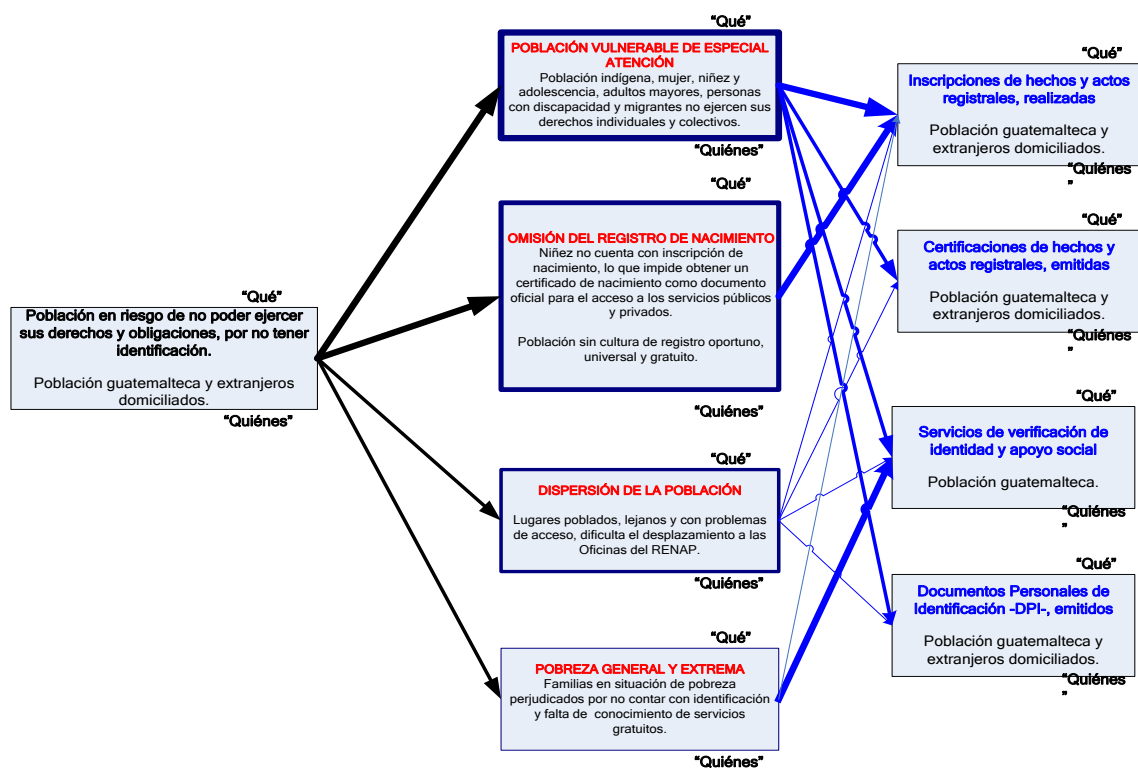 “Qué”
Población en riesgo de no poder ejercer
sus derechos y obligaciones, por no tener
identificación.
Población guatemalteca y extranjeros
domiciliados.
“Quiénes”
“Qué”
POBLACIÓN VULNERABLE DE ESPECIAL
ATENCIÓN
Población indígena, mujer, niñez y
adolescencia, adultos mayores, personas
con discapacidad y migrantes no ejercen sus
derechos individuales y colectivos.
“Quiénes”
“Qué”
OMISIÓN DEL REGISTRO DE NACIMIENTO
Niñez no cuenta con inscripción de
nacimiento, lo que impide obtener un
certificado de nacimiento como documento
oficial para el acceso a los servicios públicos
y privados.
Población sin cultura de registro oportuno,
universal y gratuito.
“Quiénes”
“Qué”
DISPERSIÓN DE LA POBLACIÓN
Lugares poblados, lejanos y con problemas
de acceso, dificulta el desplazamiento a las
Oficinas del RENAP.
“Quiénes”
“Qué”
POBREZA GENERAL Y EXTREMA
Familias en situación de pobreza
perjudicados por no contar con identificación
y falta de conocimiento de servicios
gratuitos.
“Quiénes”
“Qué”
Inscripciones de hechos y actos
registrales, realizadas
Población guatemalteca y
extranjeros domiciliados.
“Quiénes
”
“Qué”
Certificaciones de hechos y
actos registrales, emitidas
Población guatemalteca y
extranjeros domiciliados.
“Quiénes
”
“Qué”
Servicios de verificación de
identidad y apoyo social
Población guatemalteca.
“Quiénes
”
“Qué”
Documentos Personales de
Identificación -DPI-, emitidos
Población guatemalteca y
extranjeros domiciliados.
“Quiénes
”